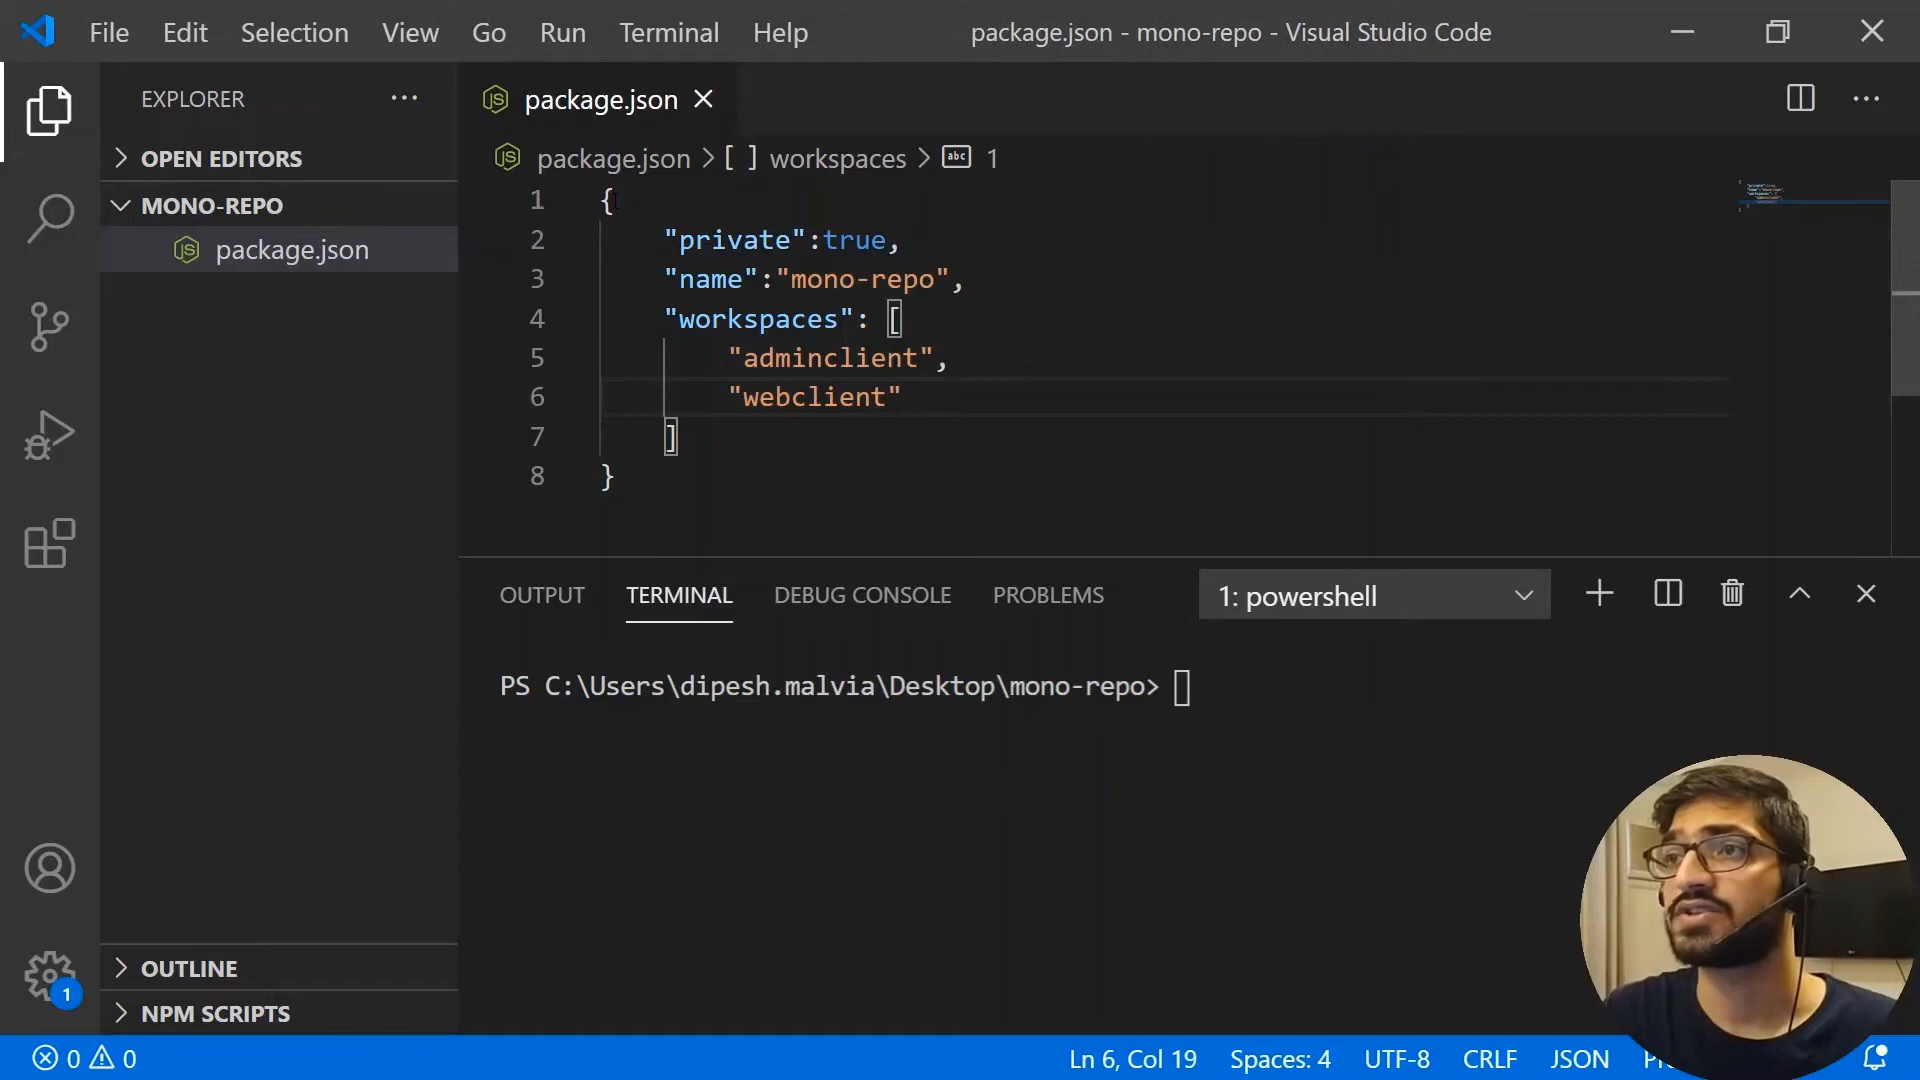 File Edit Selection View Go Run Terminal Help package.json - mono-repo - Visual Studio Code
EXPLORER
OPEN EDITORS
MONO-REPO
package.json
OUTLINE
NPM SCRIPTS
package.json
package.json > [ ] workspaces > abc 1
1 {
2 "private":true,
3 "name":"mono-repo",
4 "workspaces": [
5 "adminclient",
6 "webclient"
7 ]
8 }
OUTPUT TERMINAL DEBUG CONSOLE PROBLEMS 1: powershell
PS C:\Users\dipesh.malvia\Desktop\mono-repo>
1
0 0 Ln 6, Col 19 Spaces: 4 UTF-8 CRLF JSON